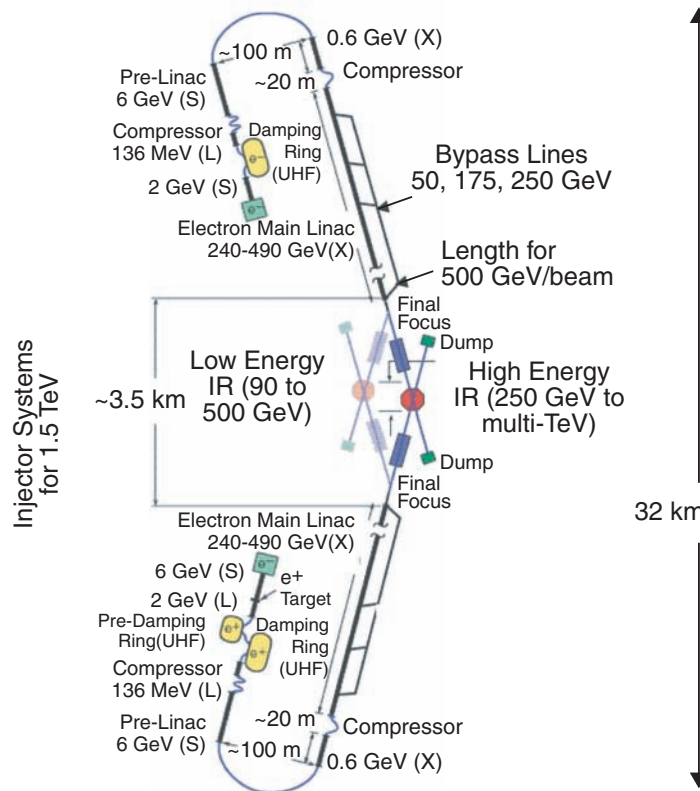 ~100 m
0.6 GeV (X)
Compressor
~20 m
Pre-Linac
6 GeV (S)
Compressor
136 MeV (L)
Damping
Ring
(UHF)
e-
2 GeV (S)
e-
Bypass Lines
50, 175, 250 GeV
Electron Main Linac
240-490 GeV(X)
Length for
500 GeV/beam
Final
Focus
Dump
Low Energy
IR (90 to
500 GeV)
High Energy
IR (250 GeV to
multi-TeV)
~3.5 km
Injector Systems
for 1.5 TeV
32 km
Dump
Final
Focus
Electron Main Linac
240-490 GeV(X)
6 GeV (S)
e-
e+
Target
2 GeV (L)
Pre-Damping
Ring(UHF)
e+
Damping
Ring
(UHF)
e+
Compressor
136 MeV (L)
Pre-Linac
6 GeV (S)
~20 m
Compressor
~100 m
0.6 GeV (X)